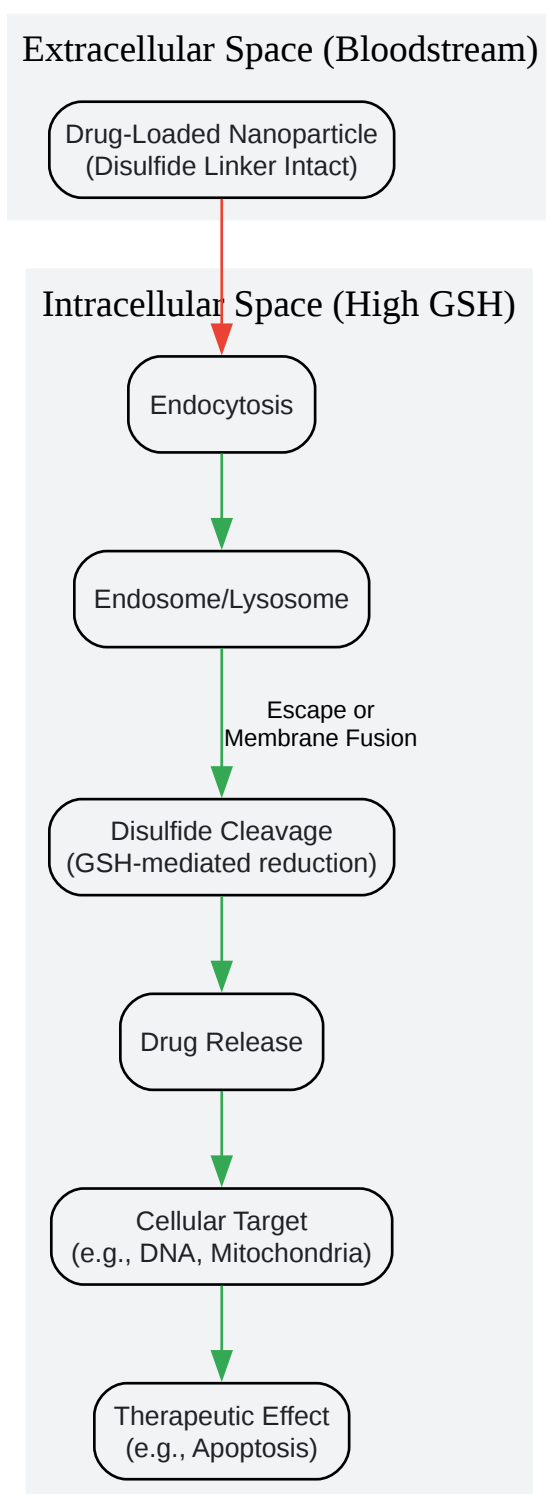 Extracellular Space (Bloodstream)
Drug-Loaded Nanoparticle
(Disulfide Linker Intact)
Intracellular Space (High GSH)
Endocytosis
Endosome/Lysosome
Escape or
Membrane Fusion
Disulfide Cleavage
(GSH-mediated reduction)
Drug Release
Cellular Target
(e.g., DNA, Mitochondria)
Therapeutic Effect
(e.g., Apoptosis)